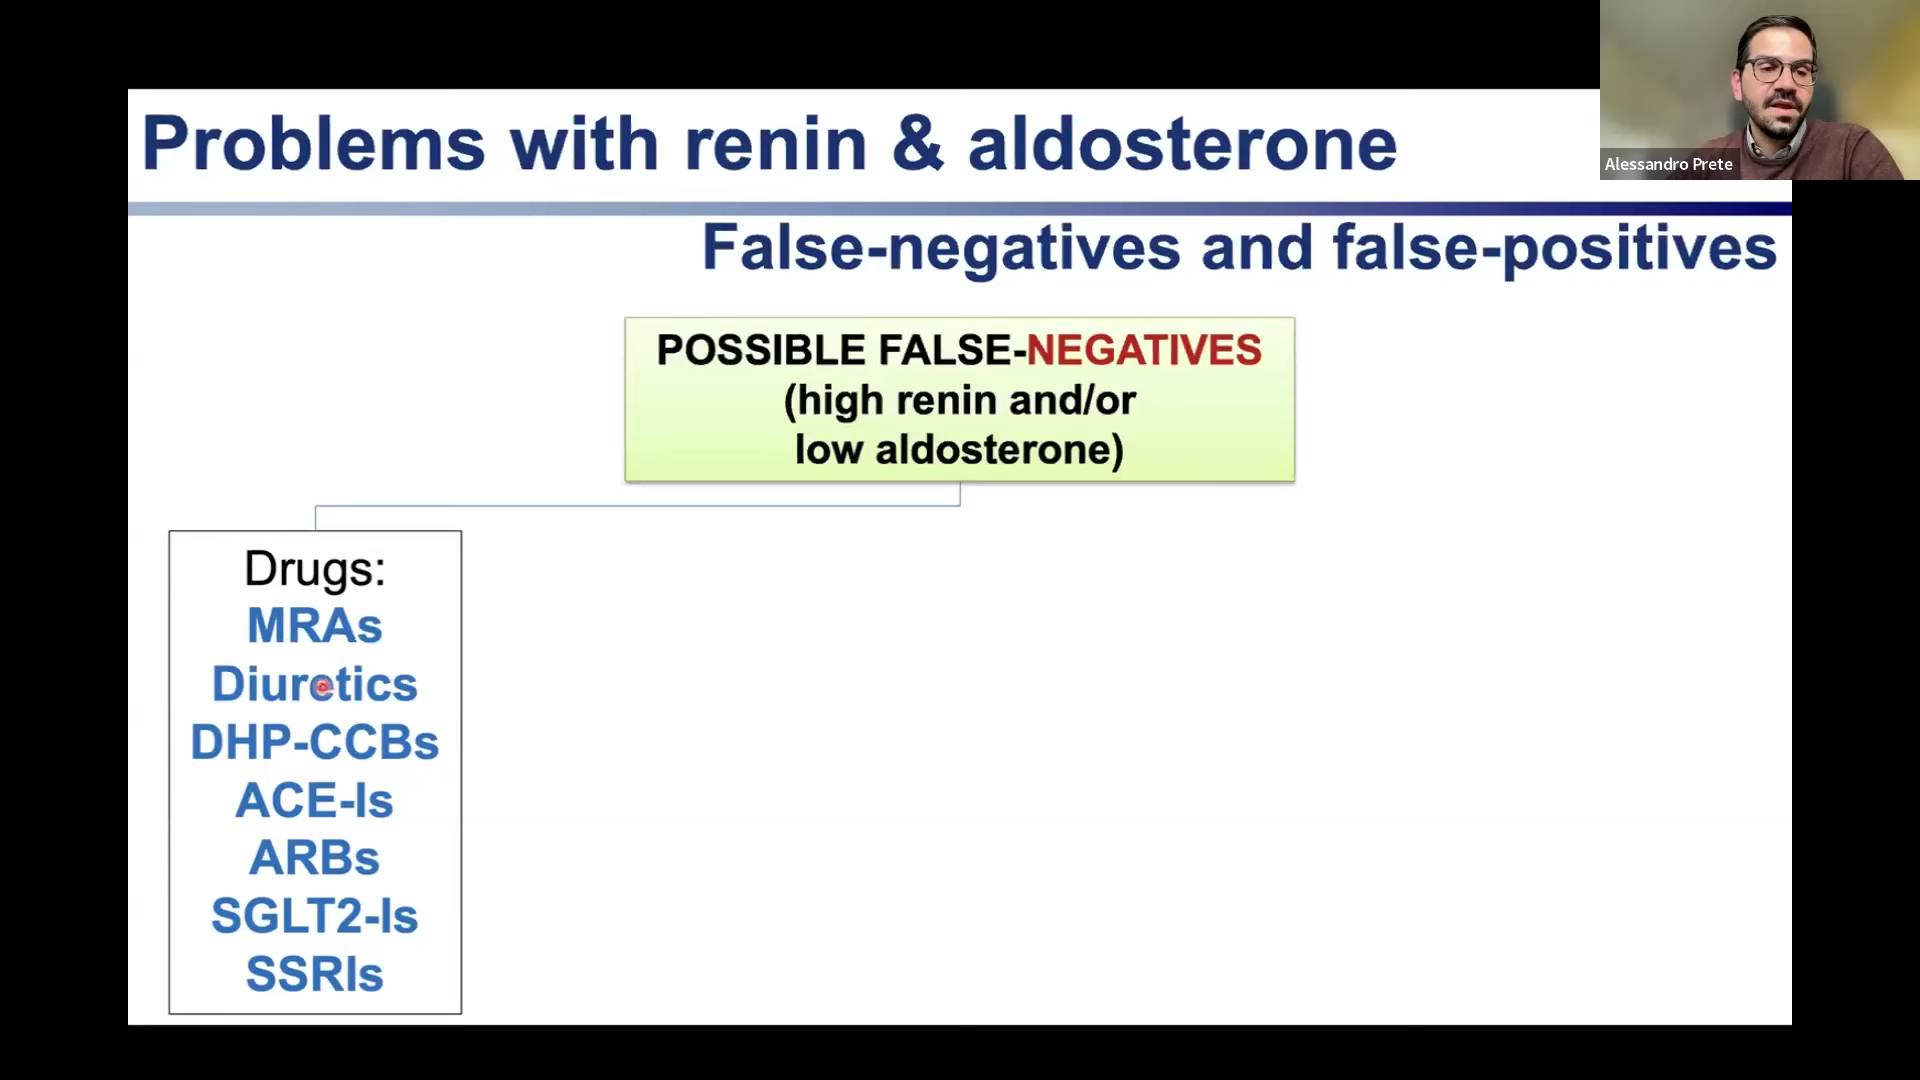 Problems with renin & aldosterone
Alessandro Prete
False-negatives and false-positives
POSSIBLE FALSE-NEGATIVES
(high renin and/or
low aldosterone)
Drugs:
MRAs
Diuretics
DHP-CCBs
ACE-Is
ARBs
SGLT2-Is
SSRIs